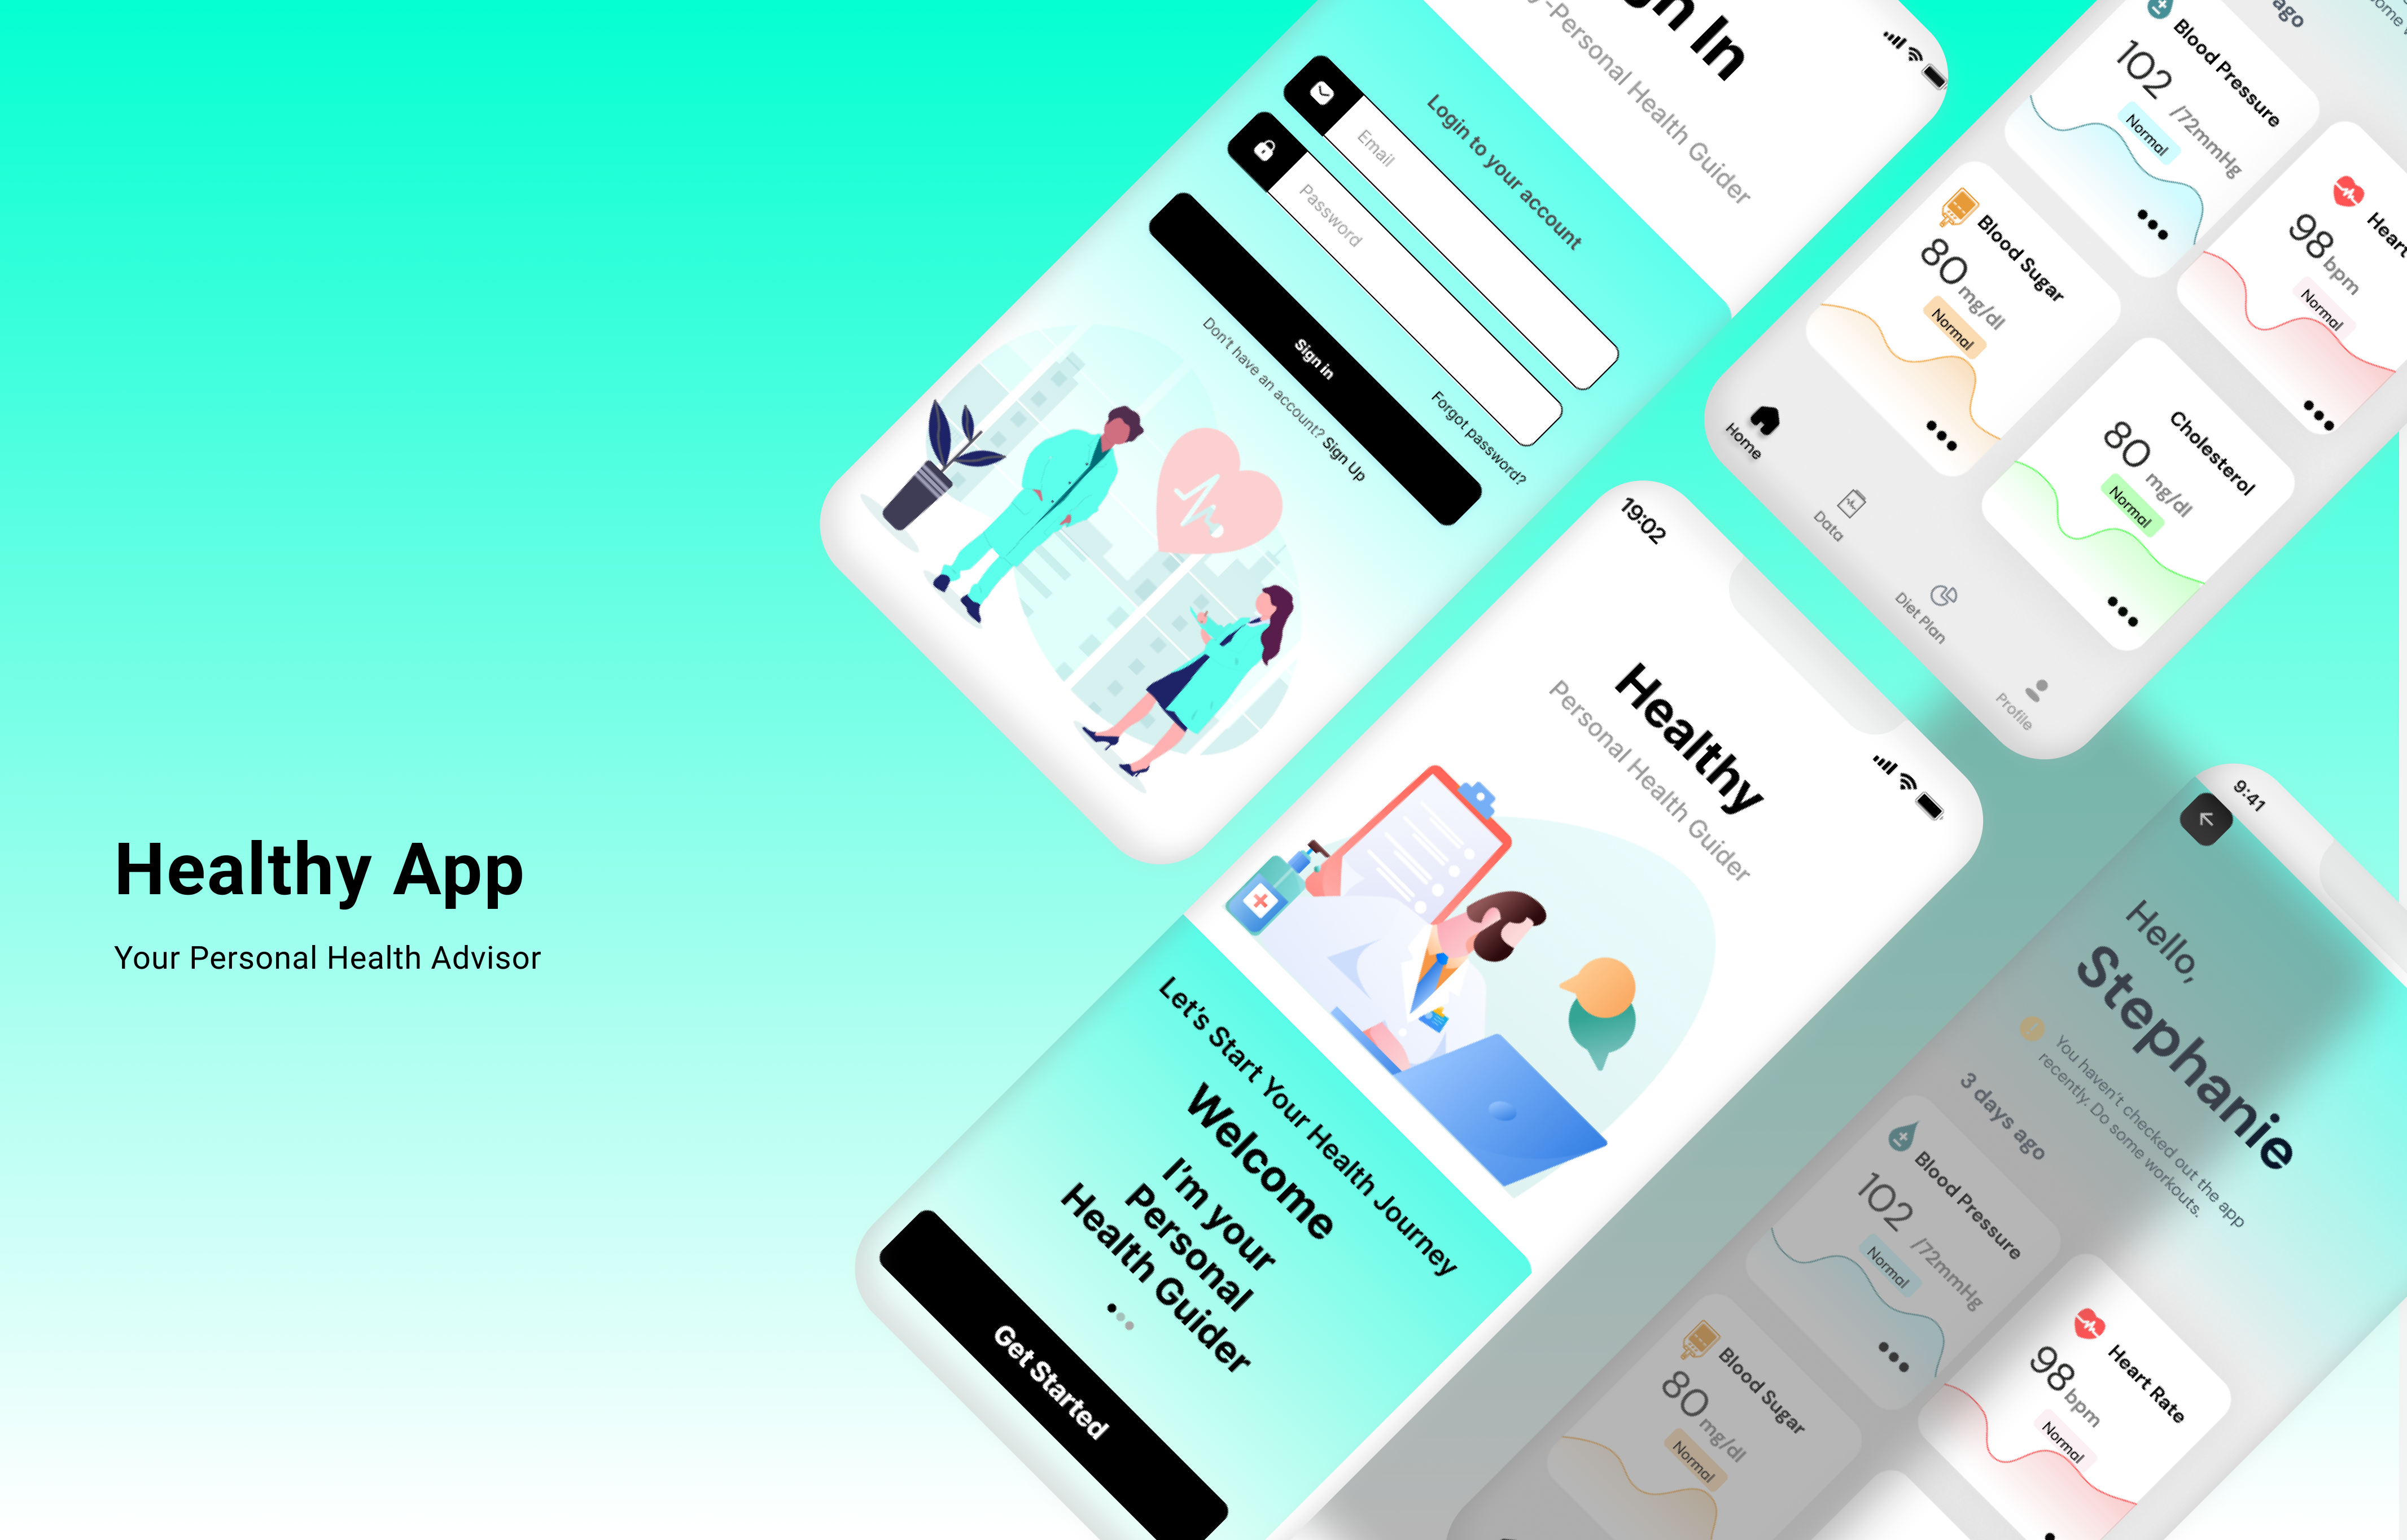 Healthy App
Your Personal Health Advisor
In
-Personal Health Guider
Login to your account
Email
Password
Forgot password?
Sign in
Don't have an account? Sign Up
ago
Blood Pressure
102 /72mmHg
Normal
Heart
98 bpm
Normal
Blood Sugar
80 mg/dl
Normal
Cholesterol
80 mg/dl
Normal
Home
Data
Diet Plan
Profile
19:02
Healthy
Personal Health Guider
Let's Start Your Health Journey
Welcome
I'm your
Personal
Health Guider
Get Started
9:41
Hello,
Stephanie
You haven't checked out the app
recently. Do some workouts.
3 days ago
Blood Pressure
102 /72mmHg
Normal
Heart Rate
98 bpm
Normal
Blood Sugar
80 mg/dl
Normal